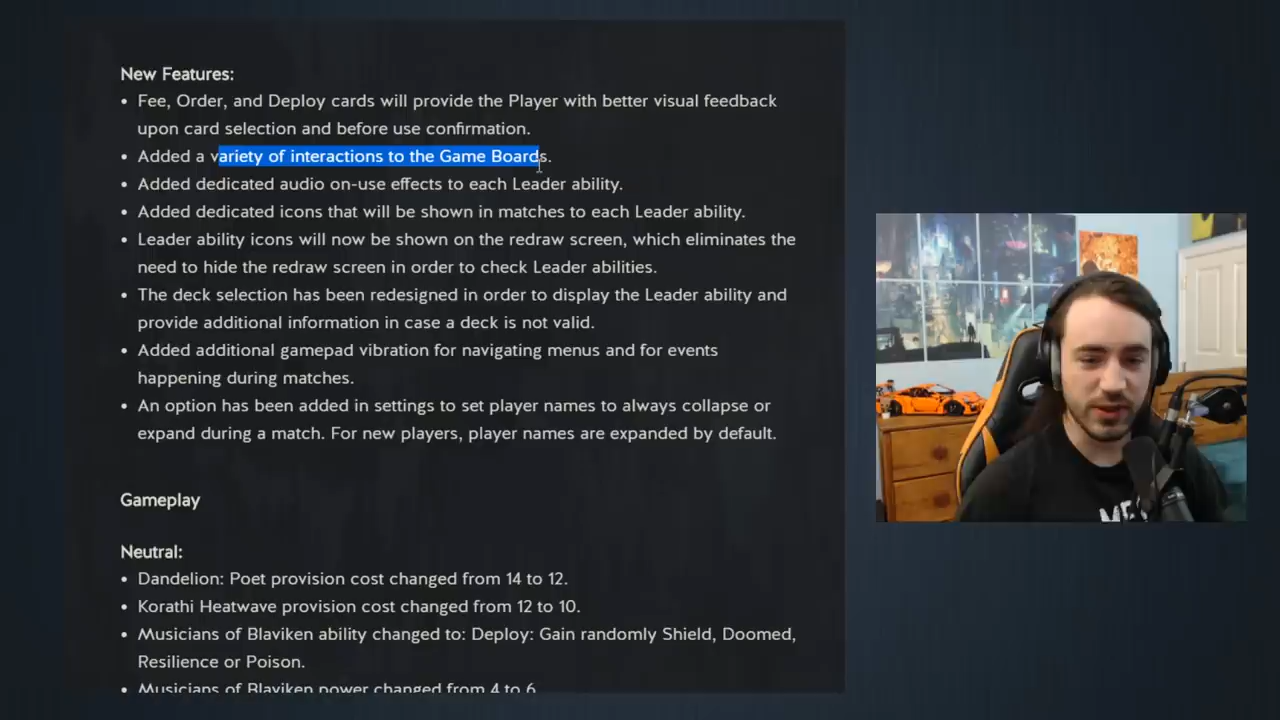 New Features:
• Fee, Order, and Deploy cards will provide the Player with better visual feedback
upon card selection and before use confirmation.
• Added a variety of interactions to the Game Boards.
• Added dedicated audio on-use effects to each Leader ability.
• Added dedicated icons that will be shown in matches to each Leader ability.
• Leader ability icons will now be shown on the redraw screen, which eliminates the
need to hide the redraw screen in order to check Leader abilities.
• The deck selection has been redesigned in order to display the Leader ability and
provide additional information in case a deck is not valid.
• Added additional gamepad vibration for navigating menus and for events
happening during matches.
• An option has been added in settings to set player names to always collapse or
expand during a match. For new players, player names are expanded by default.
Gameplay
Neutral:
• Dandelion: Poet provision cost changed from 14 to 12.
• Korathi Heatwave provision cost changed from 12 to 10.
• Musicians of Blaviken ability changed to: Deploy: Gain randomly Shield, Doomed,
Resilience or Poison.
• Musicians of Blaviken power changed from 4 to 6